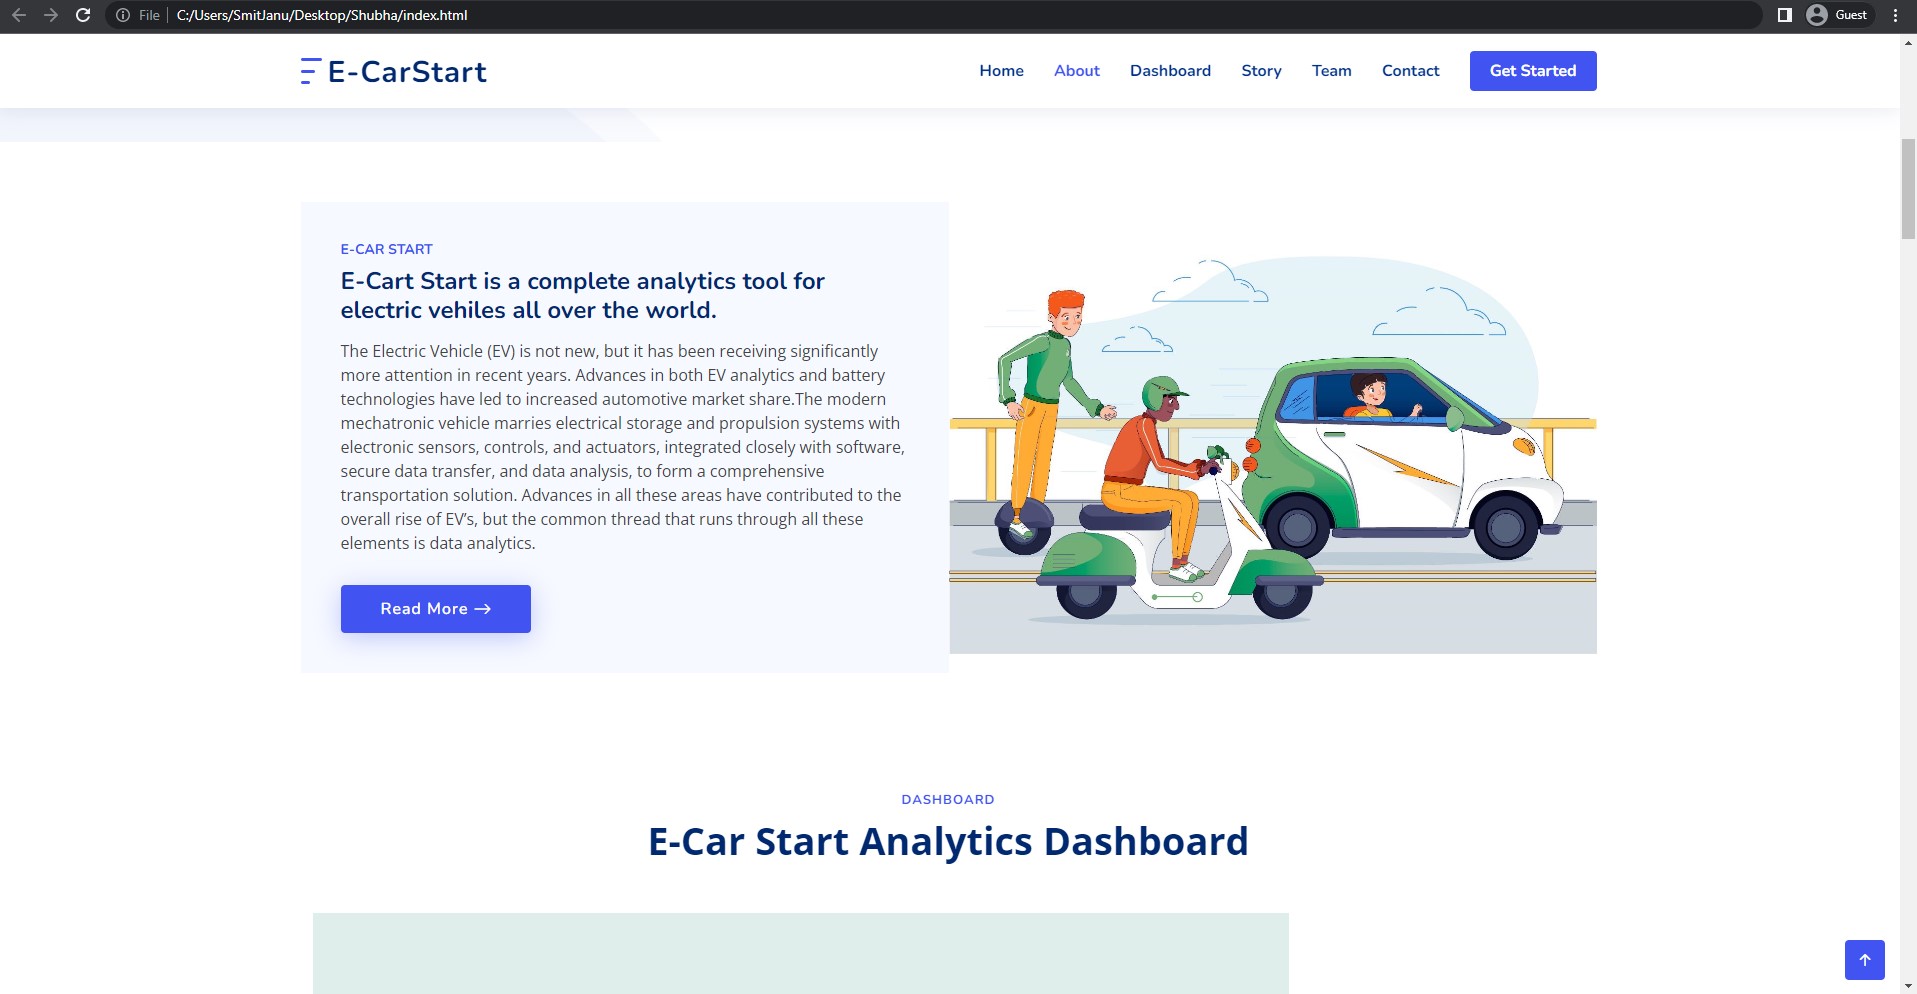 File
C:/Users/SmitJanu/Desktop/Shubha/index.html
Guest
E-CarStart
Home
About
Dashboard
Story
Team
Contact
Get Started
E-CAR START
E-Cart Start is a complete analytics tool for
electric vehiles all over the world.
The Electric Vehicle (EV) is not new, but it has been receiving significantly
more attention in recent years. Advances in both EV analytics and battery
technologies have led to increased automotive market share.The modern
mechatronic vehicle marries electrical storage and propulsion systems with
electronic sensors, controls, and actuators, integrated closely with software,
secure data transfer, and data analysis, to form a comprehensive
transportation solution. Advances in all these areas have contributed to the
overall rise of EV’s, but the common thread that runs through all these
elements is data analytics.
Read More →
DASHBOARD
E-Car Start Analytics Dashboard